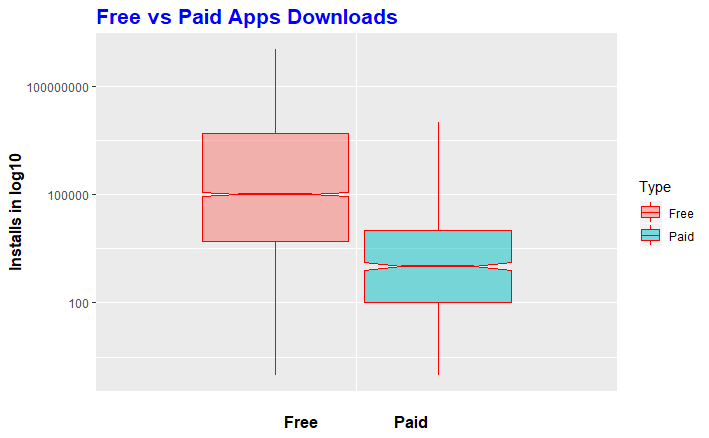 Free vs Paid Apps Downloads
Installs in log10
100000000
100000
100
Free Paid
Type
Free
Paid